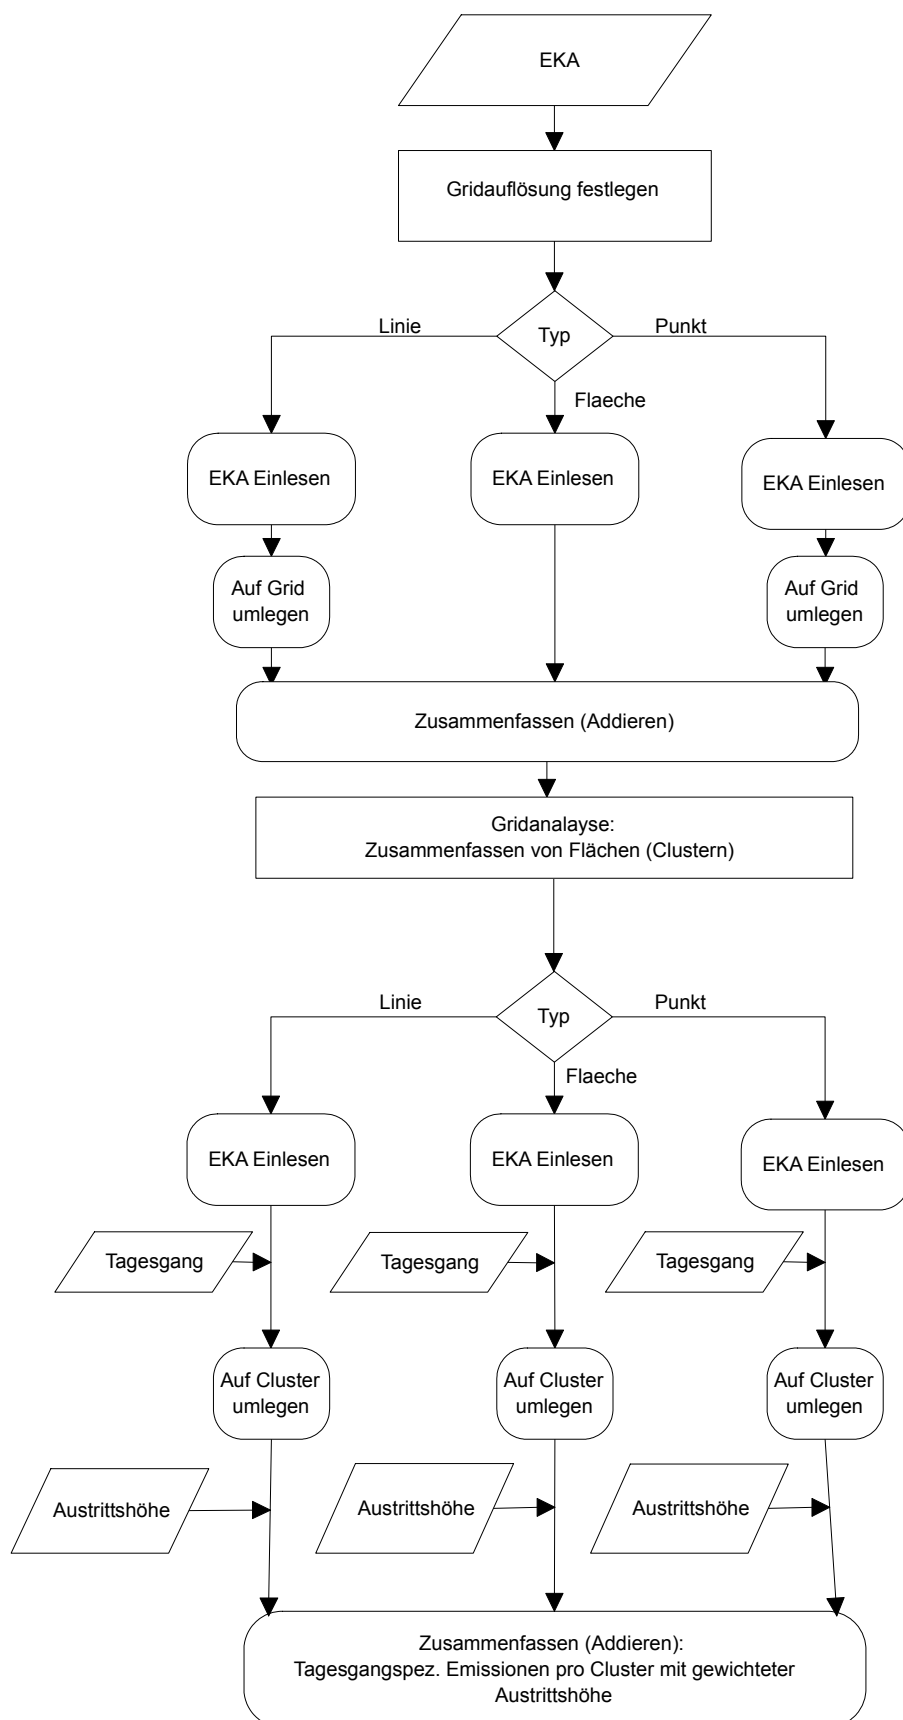 EKA
Gridauflösung festlegen
Linie
Typ
Punkt
Flaeche
EKA Einlesen
EKA Einlesen
EKA Einlesen
Auf Grid
umlegen
Auf Grid
umlegen
Zusammenfassen (Addieren)
Gridanalayse:
Zusammenfassen von Flächen (Clustern)
Linie
Typ
Punkt
Flaeche
EKA Einlesen
EKA Einlesen
EKA Einlesen
Tagesgang
Tagesgang
Tagesgang
Auf Cluster
umlegen
Auf Cluster
umlegen
Auf Cluster
umlegen
Austrittshöhe
Austrittshöhe
Austrittshöhe
Zusammenfassen (Addieren):
Tagesgangspez. Emissionen pro Cluster mit gewichteter
Austrittshöhe